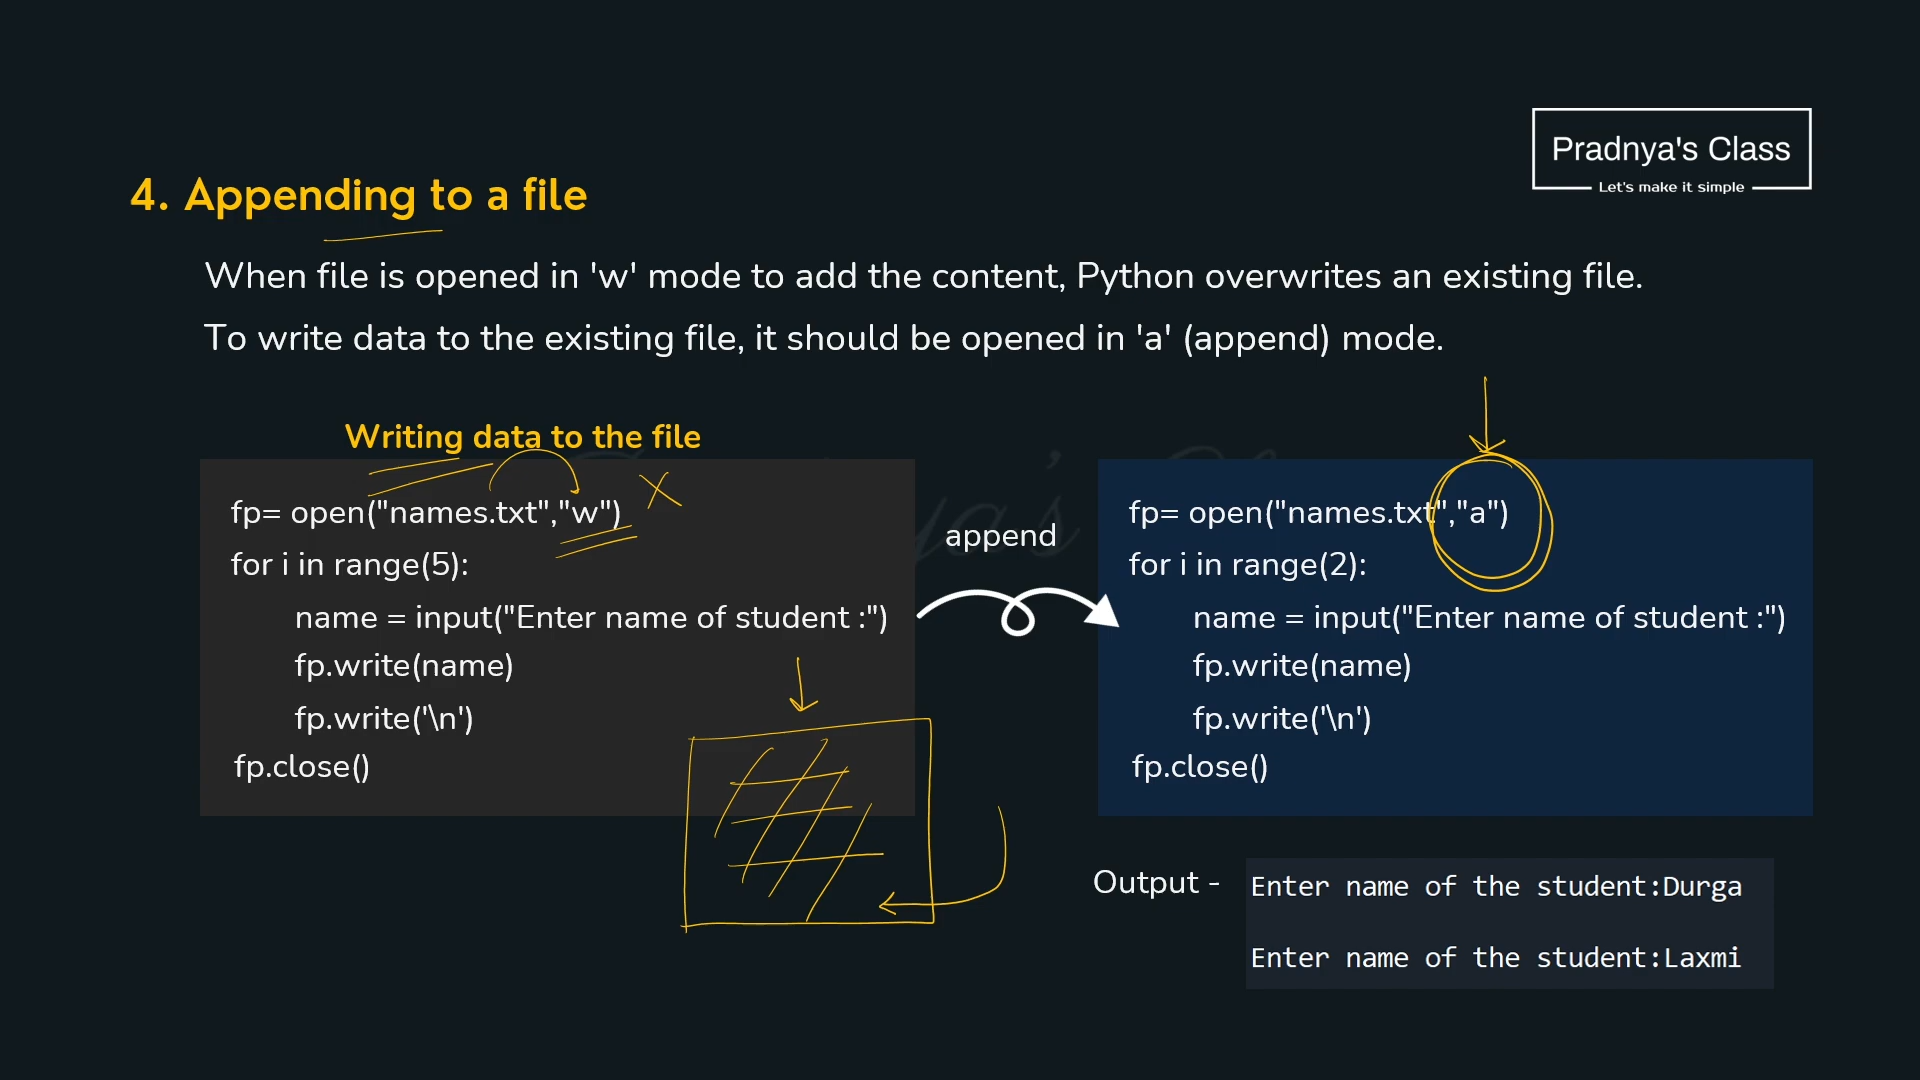 Pradnya's Class
Let's make it simple
4. Appending to a file
When file is opened in 'w' mode to add the content, Python overwrites an existing file.
To write data to the existing file, it should be opened in 'a' (append) mode.
Writing data to the file
fp= open("names.txt","w")
for i in range(5):
name = input("Enter name of student :")
fp.write(name)
fp.write('\n')
fp.close()
append
fp= open("names.txt","a")
for i in range(2):
name = input("Enter name of student :")
fp.write(name)
fp.write('\n')
fp.close()
Output -
Enter name of the student:Durga
Enter name of the student:Laxmi